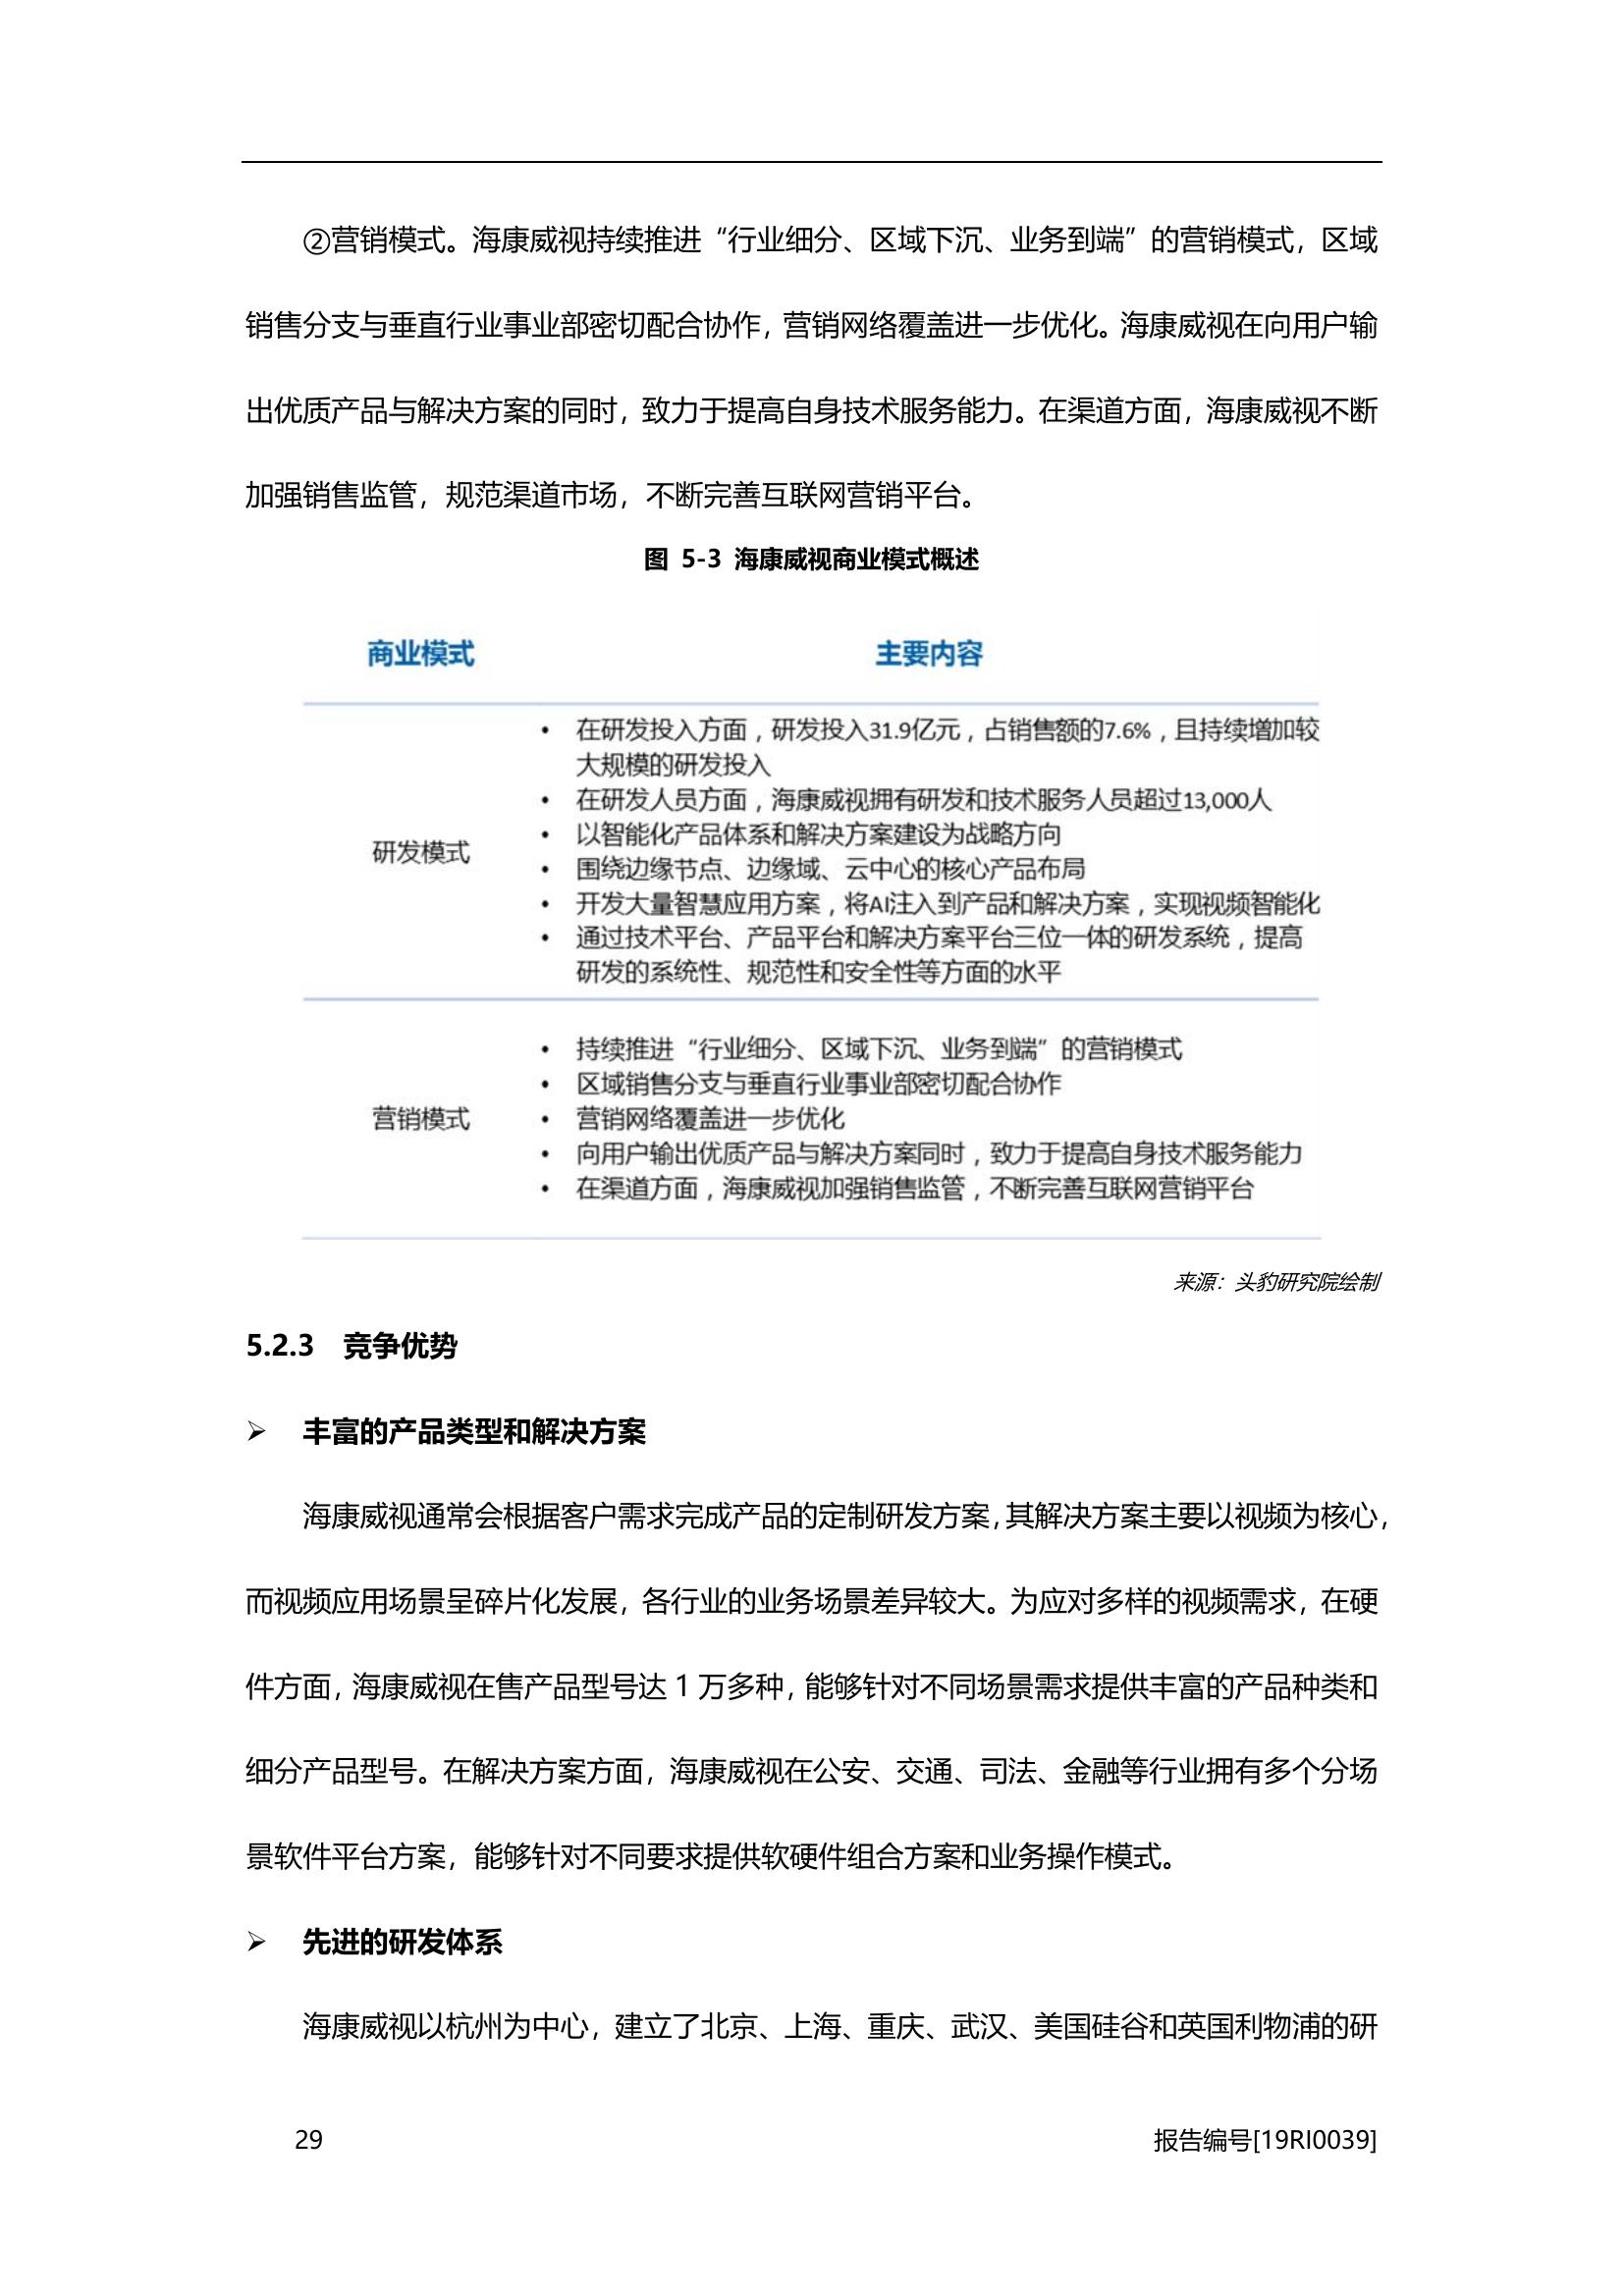 ②营销模式。海康威视持续推进“行业细分、区域下沉、业务到端”的营销模式，区域
销售分支与垂直行业事业部密切配合协作，营销网络覆盖进一步优化。海康威视在向用户输
出优质产品与解决方案的同时，致力于提高自身技术服务能力。在渠道方面，海康威视不断
加强销售监管，规范渠道市场，不断完善互联网营销平台。
图 5-3 海康威视商业模式概述
商业模式 主要内容
研发模式
• 在研发投入方面，研发投入31.9亿元，占销售额的7.6%，且持续增加较
大规模的研发投入
• 在研发人员方面，海康威视拥有研发和技术服务人员超过13,000人
• 以智能化产品体系和解决方案建设为战略方向
• 围绕边缘节点、边缘域、云中心的核心产品布局
• 开发大量智慧应用方案，将AI注入到产品和解决方案，实现视频智能化
• 通过技术平台、产品平台和解决方案平台三位一体的研发系统，提高
研发的系统性、规范性和安全性等方面的水平
营销模式
• 持续推进“行业细分、区域下沉、业务到端”的营销模式
• 区域销售分支与垂直行业事业部密切配合协作
• 营销网络覆盖进一步优化
• 向用户输出优质产品与解决方案同时，致力于提高自身技术服务能力
• 在渠道方面，海康威视加强销售监管，不断完善互联网营销平台
来源：头豹研究院绘制
5.2.3 竞争优势
➢ 丰富的产品类型和解决方案
海康威视通常会根据客户需求完成产品的定制研发方案，其解决方案主要以视频为核心，
而视频应用场景呈碎片化发展，各行业的业务场景差异较大。为应对多样的视频需求，在硬
件方面，海康威视在售产品型号达 1 万多种，能够针对不同场景需求提供丰富的产品种类和
细分产品型号。在解决方案方面，海康威视在公安、交通、司法、金融等行业拥有多个分场
景软件平台方案，能够针对不同要求提供软硬件组合方案和业务操作模式。
➢ 先进的研发体系
海康威视以杭州为中心，建立了北京、上海、重庆、武汉、美国硅谷和英国利物浦的研
29 报告编号[19RI0039]